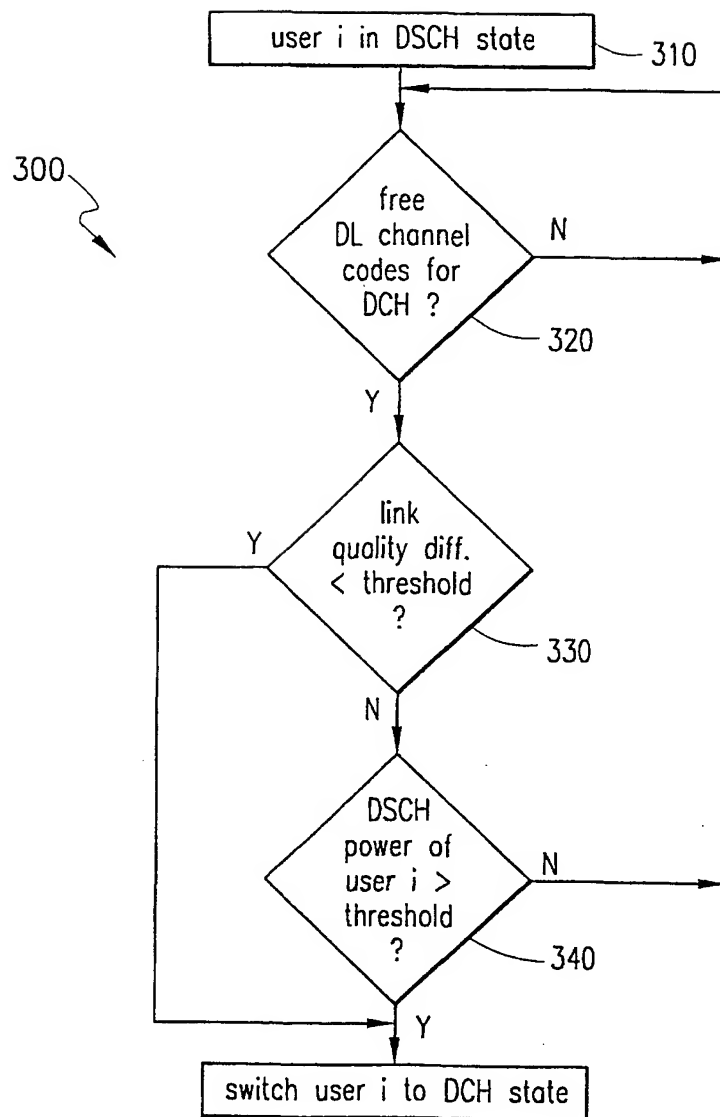 user i in DSCH state
310
300
free
DL channel
codes for
DCH ?
N
320
Y
link
quality diff.
< threshold
?
Y
330
N
DSCH
power of
user i >
threshold
?
N
340
Y
switch user i to DCH state